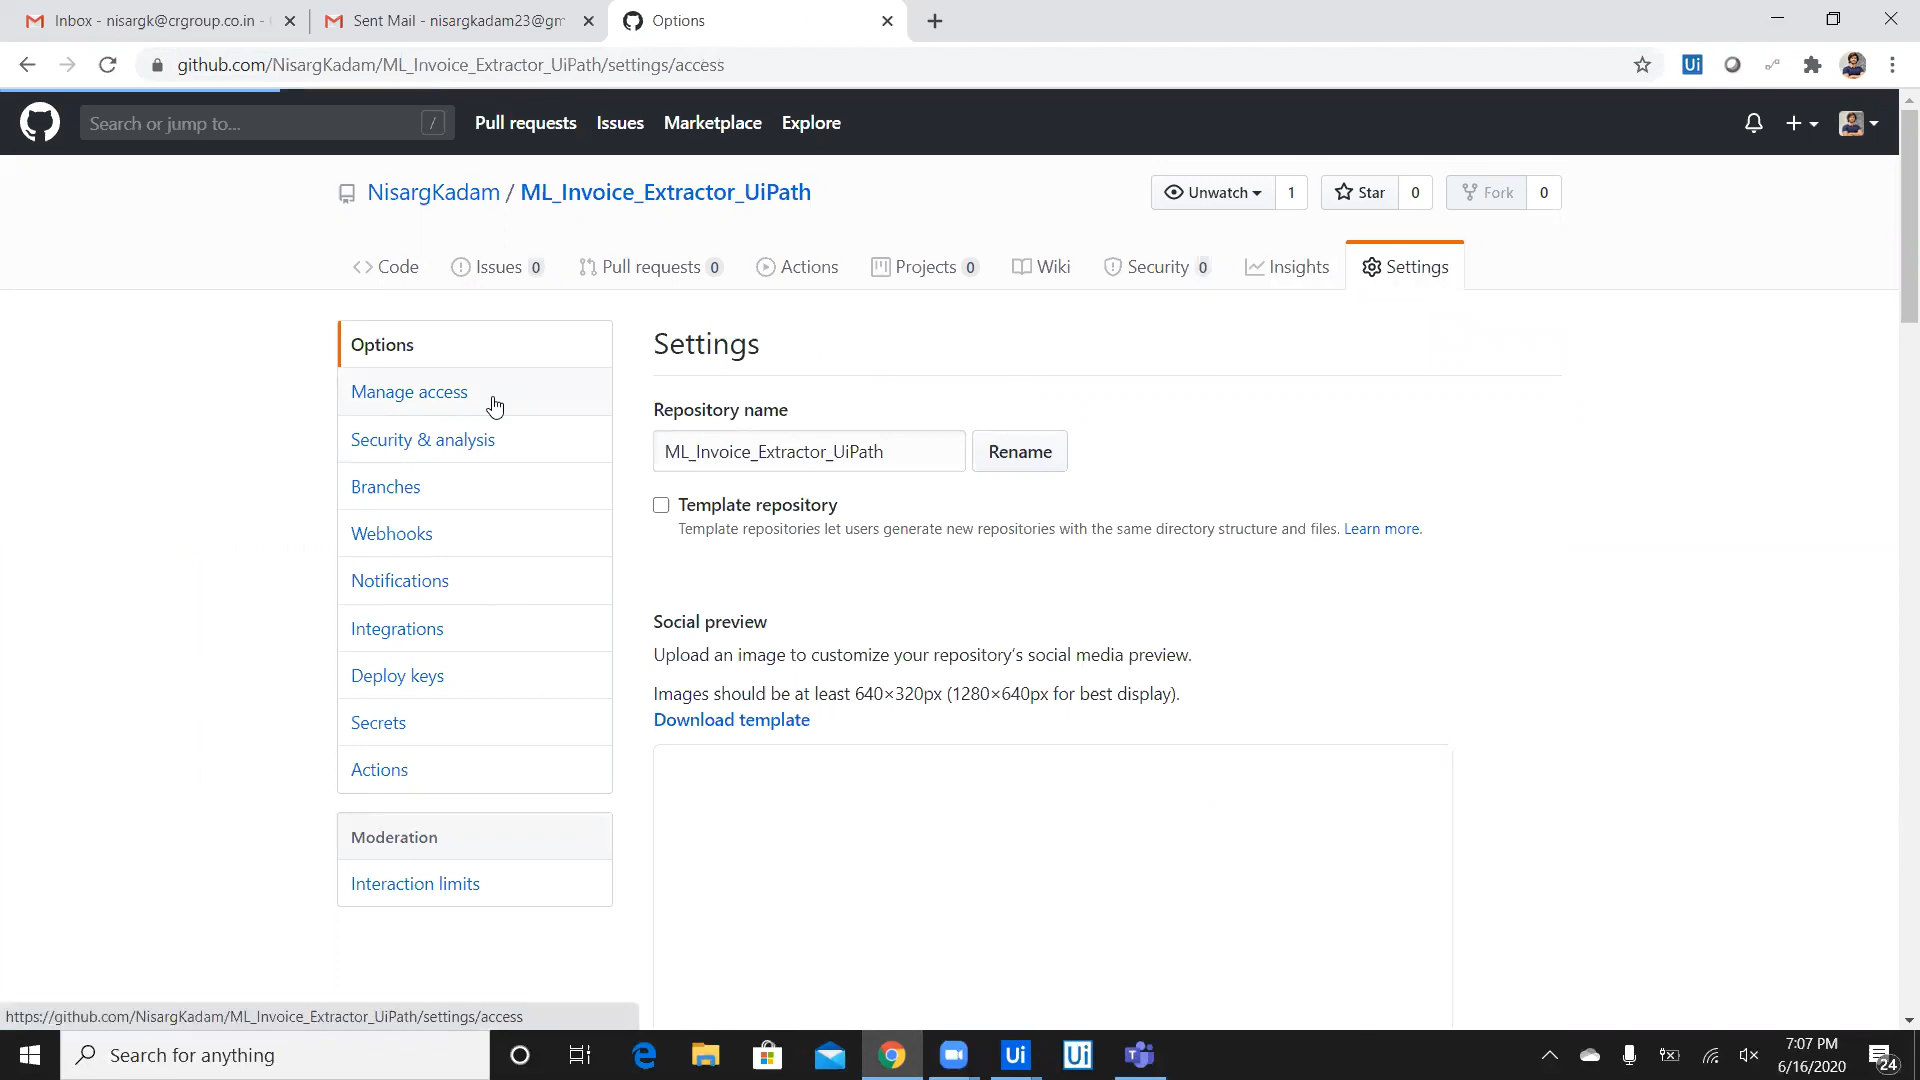 Inbox - nisargk@crgroup.co.in -
Sent Mail - nisargkadam23@gm
Options
github.com/NisargKadam/ML_Invoice_Extractor_UiPath/settings/access
Ui
Search or jump to...
/
Pull requests
Issues
Marketplace
Explore
NisargKadam / ML_Invoice_Extractor_UiPath
Unwatch 1
Star 0
Fork 0
Code
Issues 0
Pull requests 0
Actions
Projects 0
Wiki
Security 0
Insights
Settings
Options
Manage access
Security & analysis
Branches
Webhooks
Notifications
Integrations
Deploy keys
Secrets
Actions
Moderation
Interaction limits
Settings
Repository name
ML_Invoice_Extractor_UiPath
Rename
Template repository
Template repositories let users generate new repositories with the same directory structure and files. Learn more.
Social preview
Upload an image to customize your repository's social media preview.
Images should be at least 640×320px (1280×640px for best display).
Download template
https://github.com/NisargKadam/ML_Invoice_Extractor_UiPath/settings/access
Search for anything
Ui
Ui
7:07 PM
6/16/2020
24